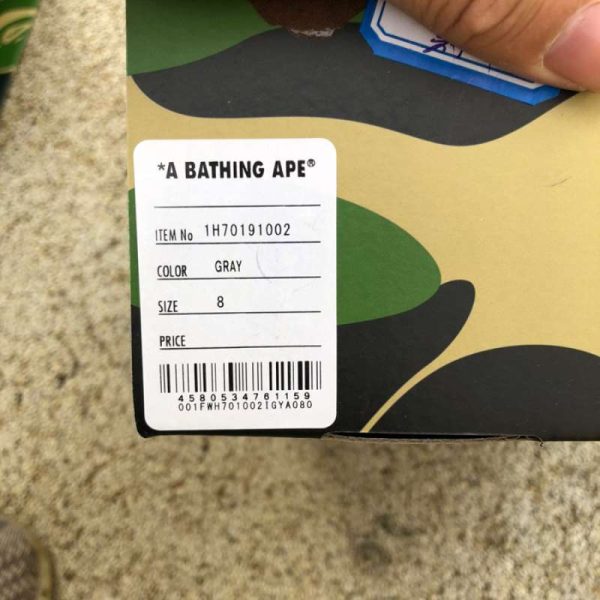 *A BATHING APE®
ITEM No 1H70191002
COLOR GRAY
SIZE 8
PRICE
4580534761159
001FWH701002IGYA080